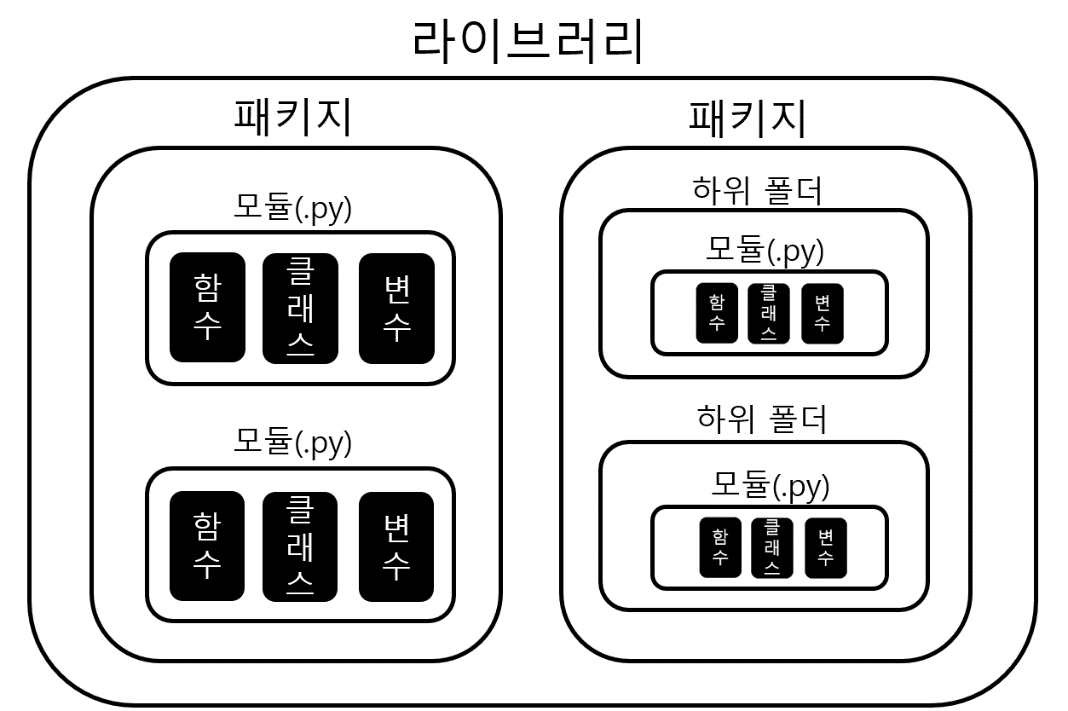 라이브러리
패키지
모듈(.py)
함수
클래스
변수
모듈(.py)
함수
클래스
변수
패키지
하위 폴더
모듈(.py)
함수
클래스
변수
하위 폴더
모듈(.py)
함수
클래스
변수